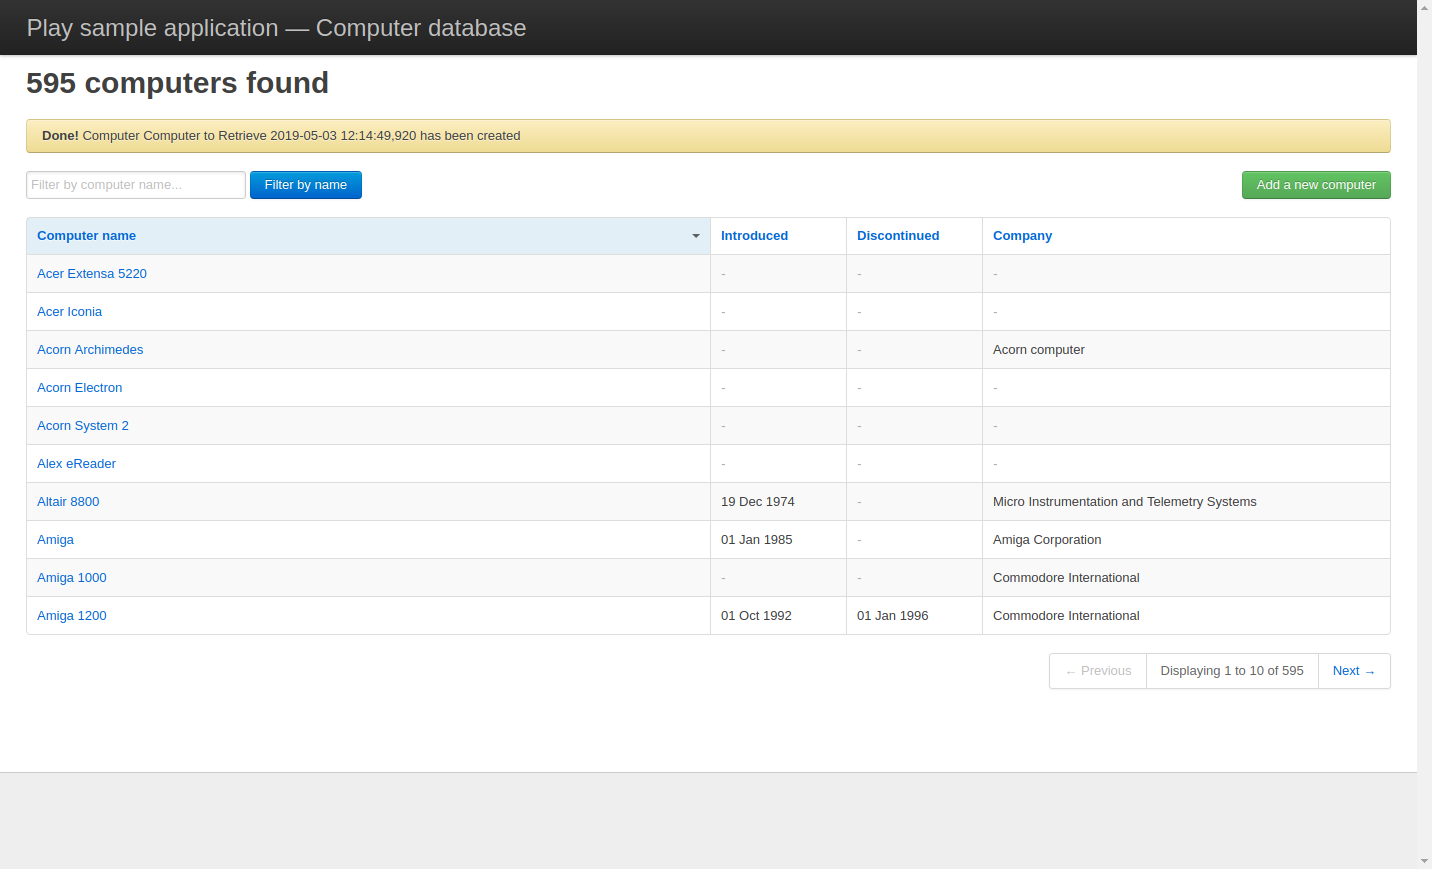 Play sample application — Computer database
595 computers found
Done! Computer Computer to Retrieve 2019-05-03 12:14:49,920 has been created
Filter by computer name... Filter by name Add a new computer
Computer name Introduced Discontinued Company
Acer Extensa 5220 - - -
Acer Iconia - - -
Acorn Archimedes - - Acorn computer
Acorn Electron - - -
Acorn System 2 - - -
Alex eReader - - -
Altair 8800 19 Dec 1974 - Micro Instrumentation and Telemetry Systems
Amiga 01 Jan 1985 - Amiga Corporation
Amiga 1000 - - Commodore International
Amiga 1200 01 Oct 1992 01 Jan 1996 Commodore International
← Previous Displaying 1 to 10 of 595 Next →